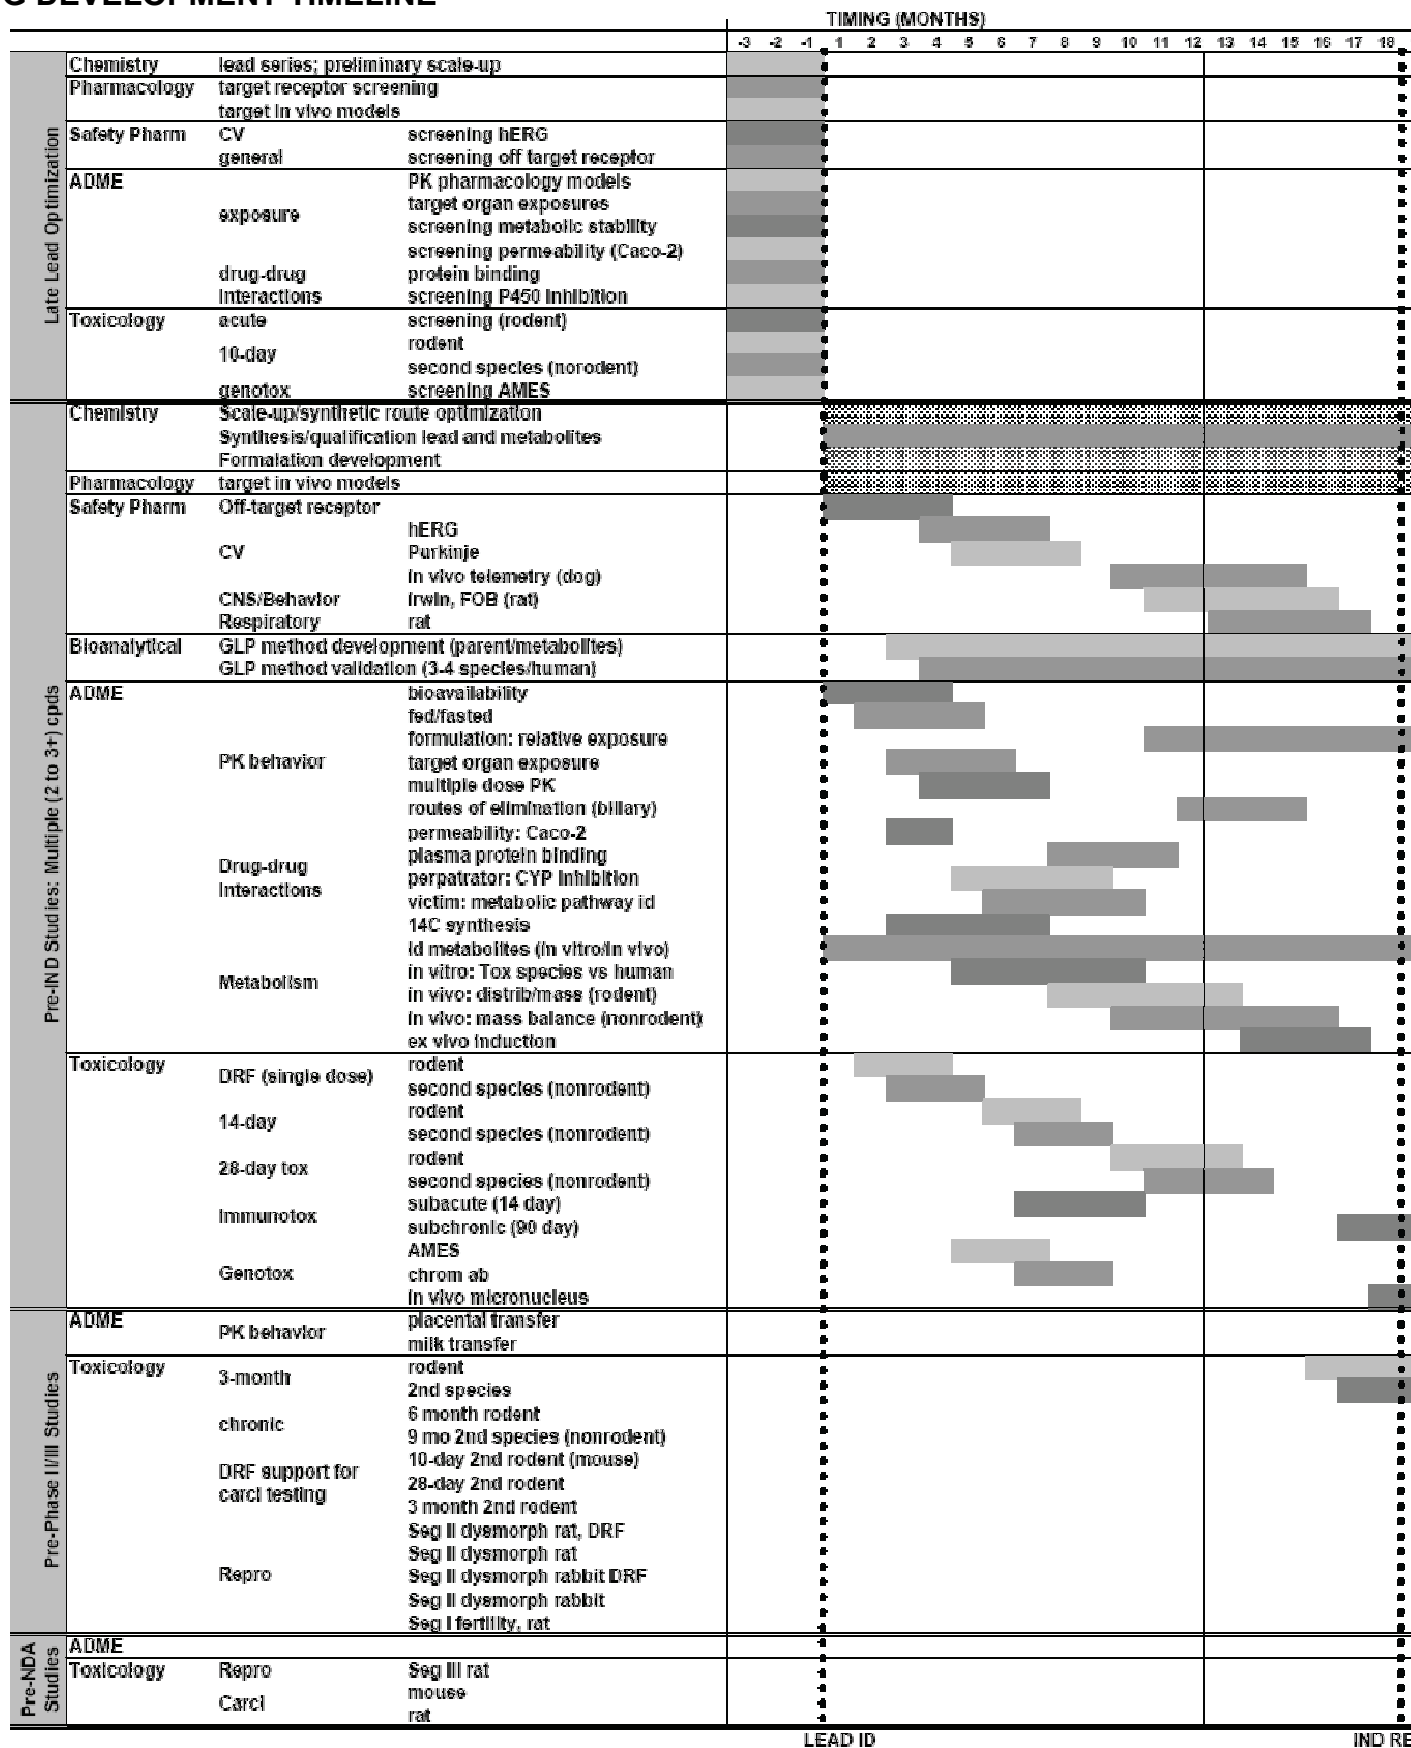 G DEVELOPMENT TIMELINE
TIMING (MONTHS)
-3 -2 -1 1 2 3 4 5 6 7 8 9 10 11 12 13 14 15 16 17 18
Late Lead Optimization
Chemistry lead series; preliminary scale-up
Pharmacology target receptor screening
target in vivo models
Safety Pharm CV screening hERG
general screening off target receptor
ADME PK pharmacology models
exposure target organ exposures
screening metabolic stability
screening permeability (Caco-2)
drug-drug protein binding
interactions screening P450 inhibition
Toxicology acute screening (rodent)
10-day rodent
second species (norodent)
genotox screening AMES
Pre-IND Studies: Multiple (2 to 3+) cpds
Chemistry Scale-up/synthetic route optimization
Synthesis/qualification lead and metabolites
Formalation development
Pharmacology target in vivo models
Safety Pharm Off-target receptor
hERG
CV Purkinje
in vivo telemetry (dog)
CNS/Behavior Irwin, FOB (rat)
Respiratory rat
Bioanalytical GLP method development (parent/metabolites)
GLP method validation (3-4 species/human)
ADME bioavailability
fed/fasted
formulation: relative exposure
PK behavior target organ exposure
multiple dose PK
routes of elimination (biliary)
permeability: Caco-2
plasma protein binding
Drug-drug
Interactions
perpatrator: CYP inhibition
victim: metabolic pathway id
14C synthesis
id metabolites (in vitro/in vivo)
Metabolism in vitro: Tox species vs human
in vivo: distrib/mass (rodent)
in vivo: mass balance (nonrodent)
ex vivo induction
Toxicology DRF (single dose) rodent
second species (nonrodent)
14-day rodent
second species (nonrodent)
28-day tox rodent
second species (nonrodent)
Immunotox subacute (14 day)
subchronic (90 day)
AMES
Genotox chrom ab
in vivo micronucleus
Pre-Phase II/III Studies
ADME PK behavior placental transfer
milk transfer
Toxicology 3-month rodent
2nd species
chronic 6 month rodent
9 mo 2nd species (nonrodent)
DRF support for
carci testing
10-day 2nd rodent (mouse)
28-day 2nd rodent
3 month 2nd rodent
Seg II dysmorph rat, DRF
Seg II dysmorph rat
Repro Seg II dysmorph rabbit DRF
Seg II dysmorph rabbit
Seg I fertility, rat
Pre-NDA
Studies
ADME
Toxicology Repro Seg III rat
Carci mouse
rat
LEAD ID IND RE